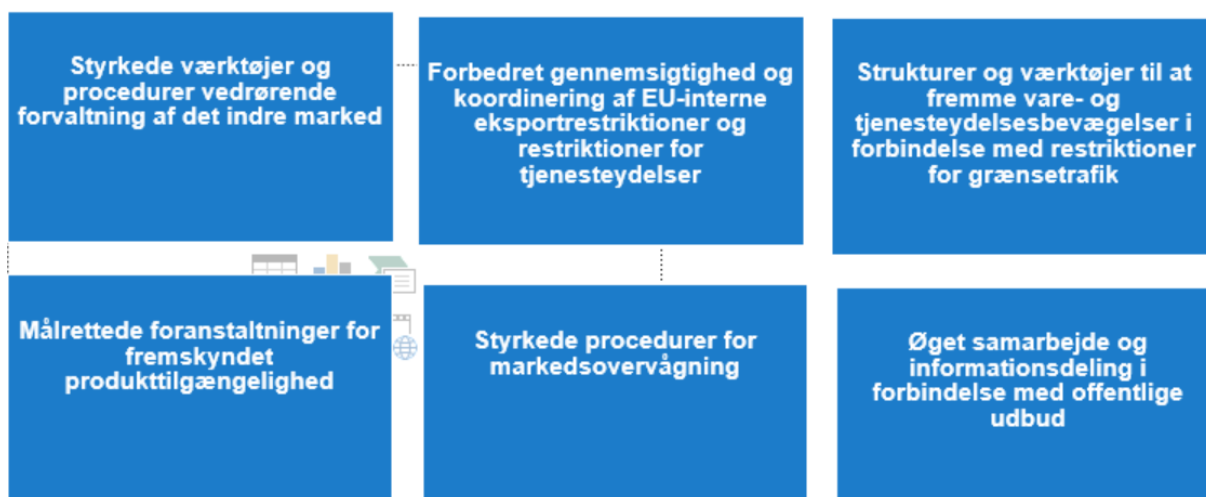 Styrkede værktøjer og
procedurer vedrørende
forvaltning af det indre marked
Forbedret gennemsigtighed og
koordinering af EU-interne
eksportrestriktioner og
restriktioner for
tjenesteydelser
Strukturer og værktøjer til at
fremme vare- og
tjenesteydelsesbevægelser i
forbindelse med restriktioner
for grænsetrafik
Målrettede foranstaltninger for
fremskyndet
produkttilgængelighed
Styrkede procedurer for
markedsovervågning
Øget samarbejde og
informationsdeling i
forbindelse med offentlige
udbud